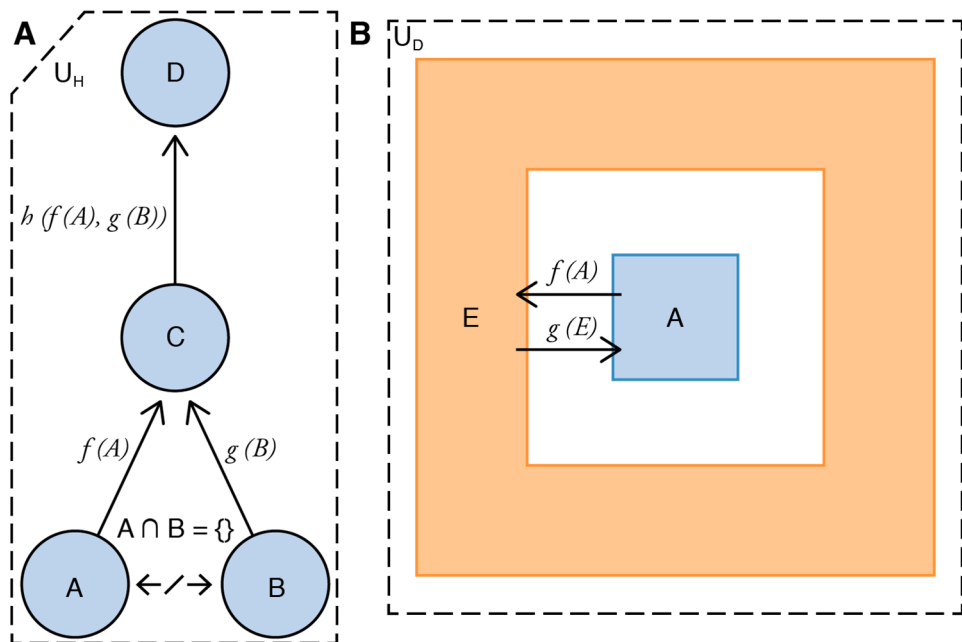 A
U_H
D
h (f (A), g (B))
C
f (A)
g (B)
A ∩ B = {}
A
B
B
U_D
f (A)
E
A
g (E)